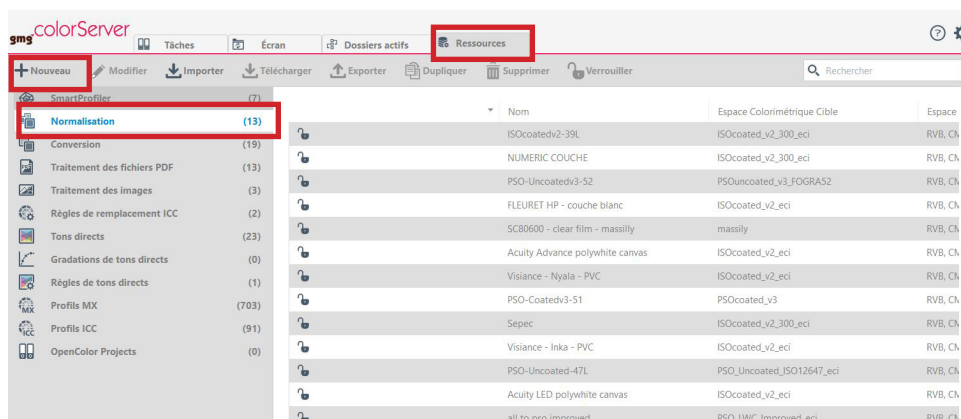 gmg colorServer
Tâches
Écran
Dossiers actifs
Ressources
Nouveau
Modifier
Importer
Télécharger
Exporter
Dupliquer
Supprimer
Verrouiller
Rechercher
SmartProfiler (7)
Normalisation (13)
Conversion (19)
Traitement des fichiers PDF (13)
Traitement des images (3)
Règles de remplacement ICC (2)
Tons directs (23)
Gradations de tons directs (0)
Règles de tons directs (1)
Profils MX (703)
Profils ICC (91)
OpenColor Projects (0)
Nom Espace Colorimétrique Cible Espace
ISOcoatedv2-39L ISOcoated_v2_300_eci RVB, CM
NUMERIC COUCHE ISOcoated_v2_300_eci RVB, CM
PSO-Uncoatedv3-52 PSOuncoated_v3_FOGRA52 RVB, CM
FLEURET HP - couche blanc ISOcoated_v2_eci RVB, CM
SC80600 - clear film - massilly massily RVB, CM
Acuity Advance polywhite canvas ISOcoated_v2_eci RVB, CM
Visiance - Nyala - PVC ISOcoated_v2_eci RVB, CM
PSO-Coatedv3-51 PSOcoated_v3 RVB, CM
Sepec ISOcoated_v2_300_eci RVB, CM
Visiance - Inka - PVC ISOcoated_v2_eci RVB, CM
PSO-Uncoated-47L PSO_Uncoated_ISO12647_eci RVB, CM
Acuity LED polywhite canvas ISOcoated_v2_eci RVB, CM
all to pso improved PSO_LWC_Improved_eci RVB, CM